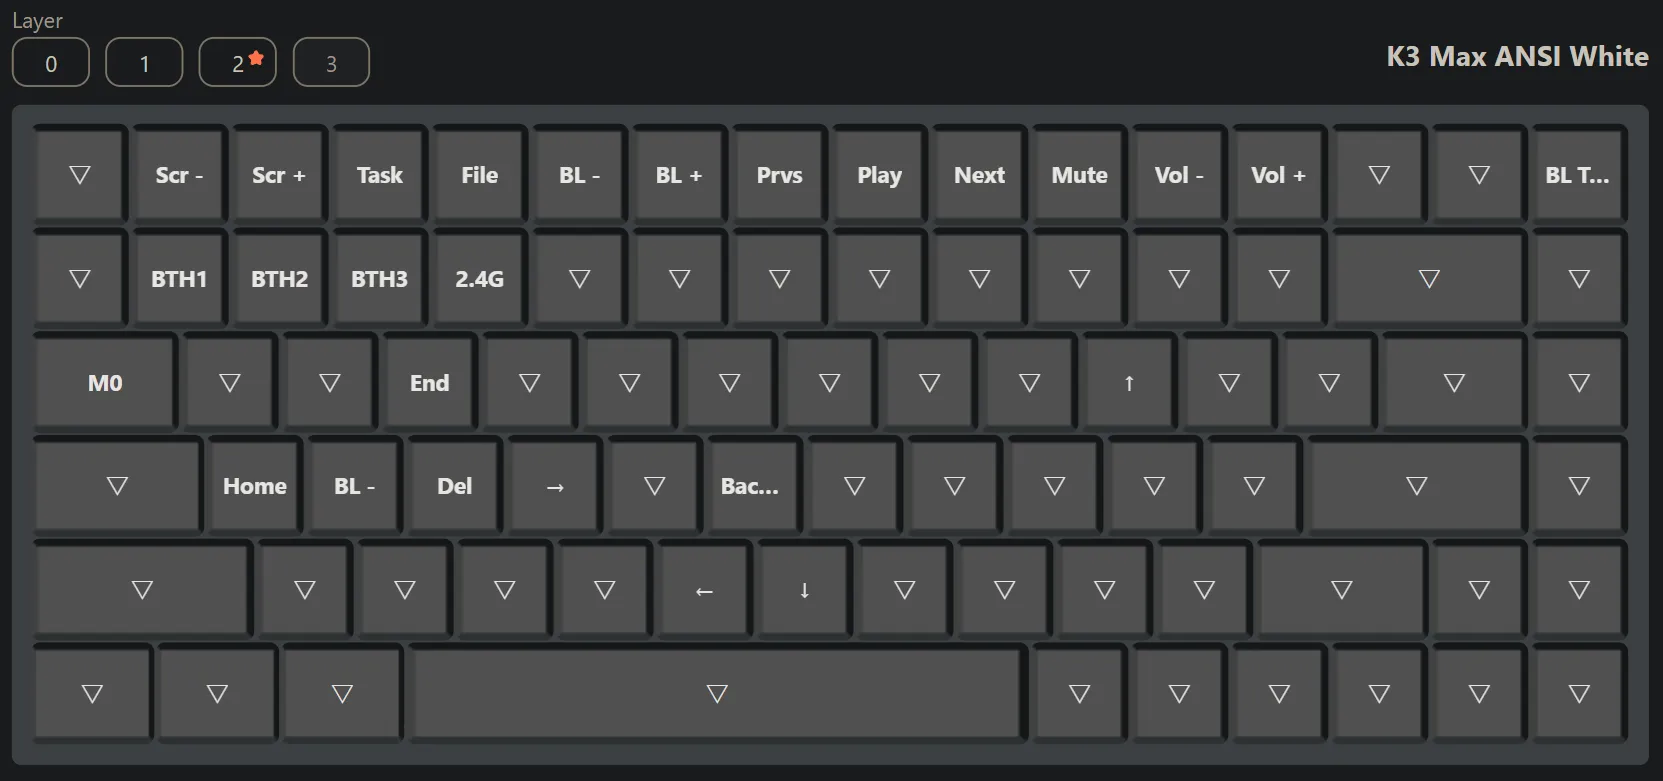 Layer
0 1 2 3
K3 Max ANSI White
▽ Scr - Scr + Task File BL - BL + Prvs Play Next Mute Vol - Vol + ▽ ▽ BL T...
▽ BTH1 BTH2 BTH3 2.4G ▽ ▽ ▽ ▽ ▽ ▽ ▽ ▽ ▽ ▽
M0 ▽ ▽ End ▽ ▽ ▽ ▽ ▽ ▽ ↑ ▽ ▽ ▽ ▽
▽ Home BL - Del → ▽ Bac... ▽ ▽ ▽ ▽ ▽ ▽ ▽
▽ ▽ ▽ ▽ ▽ ← ↓ ▽ ▽ ▽ ▽ ▽ ▽ ▽
▽ ▽ ▽ ▽ ▽ ▽ ▽ ▽ ▽ ▽